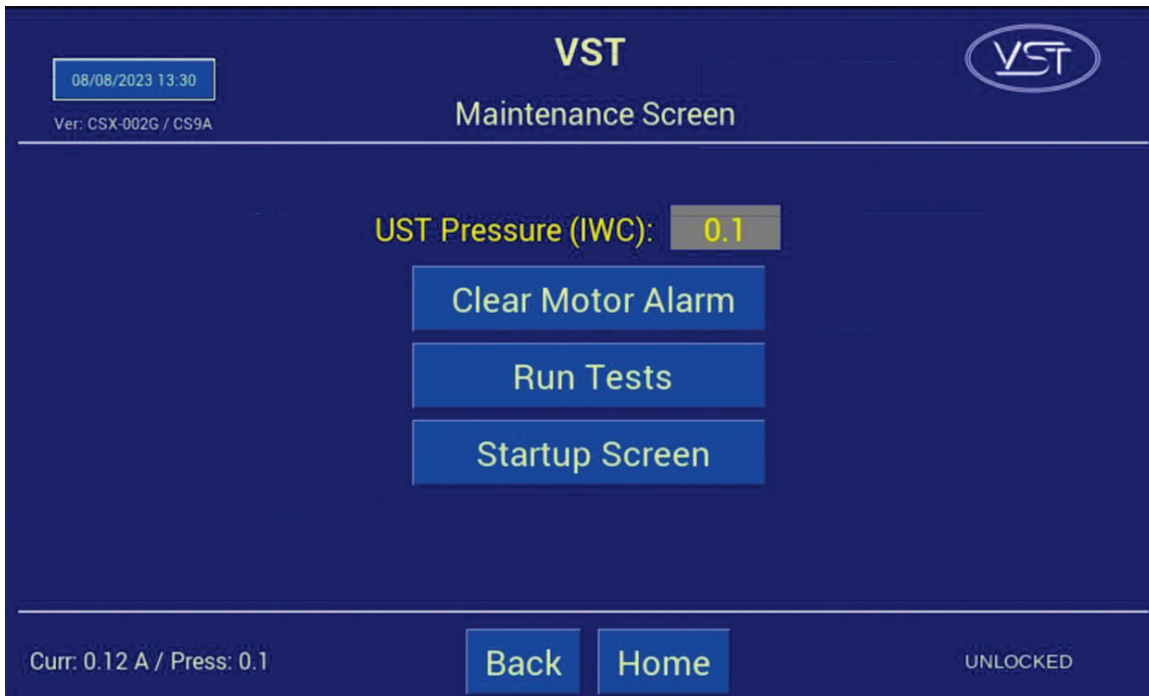 VST
VST
08/08/2023 13:30
Ver: CSX-002G / CS9A
Maintenance Screen
UST Pressure (IWC): 0.1
Clear Motor Alarm
Run Tests
Startup Screen
Curr: 0.12 A / Press: 0.1
Back
Home
UNLOCKED